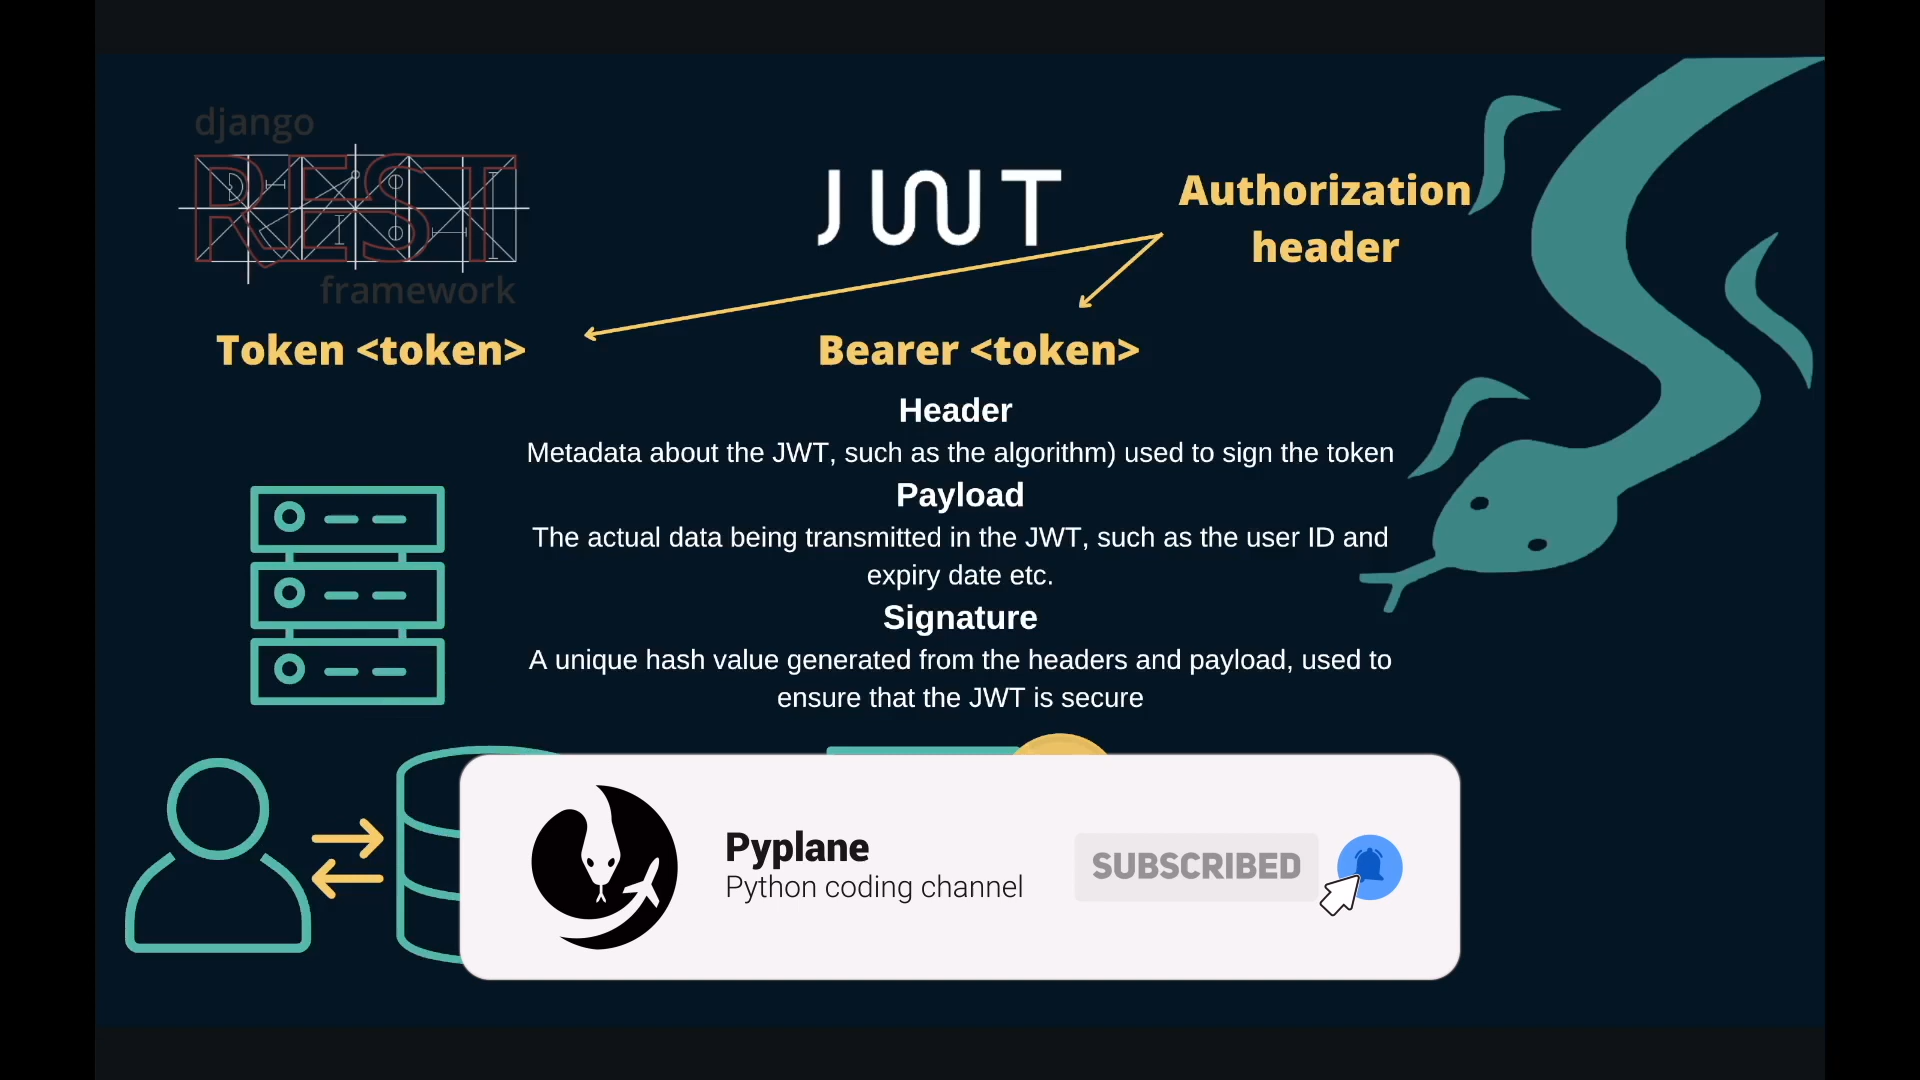 django
REST
framework
JWT
Authorization
header
Token <token>
Bearer <token>
Header
Metadata about the JWT, such as the algorithm) used to sign the token
Payload
The actual data being transmitted in the JWT, such as the user ID and
expiry date etc.
Signature
A unique hash value generated from the headers and payload, used to
ensure that the JWT is secure
Pyplane
Python coding channel
SUBSCRIBED